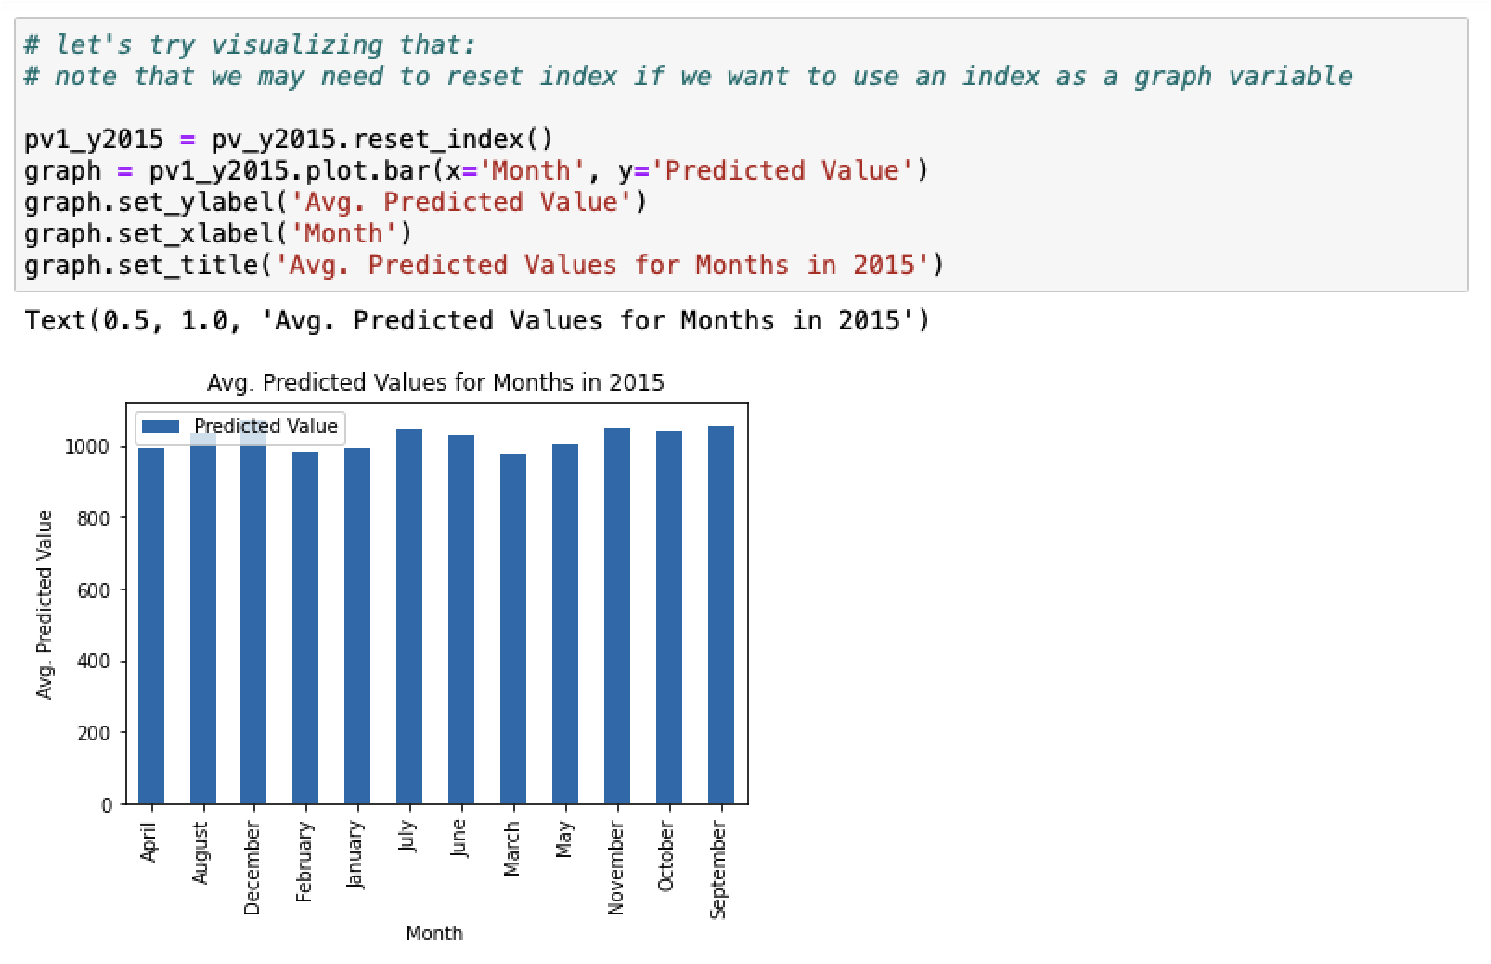 # let's try visualizing that:
# note that we may need to reset index if we want to use an index as a graph variable
pv1_y2015 = pv_y2015.reset_index()
graph = pv1_y2015.plot.bar(x='Month', y='Predicted Value')
graph.set_ylabel('Avg. Predicted Value')
graph.set_xlabel('Month')
graph.set_title('Avg. Predicted Values for Months in 2015')
Text(0.5, 1.0, 'Avg. Predicted Values for Months in 2015')
Avg. Predicted Values for Months in 2015
Predicted Value
1000
800
600
400
200
0
Avg. Predicted Value
April
August
December
February
January
July
June
March
May
November
October
September
Month